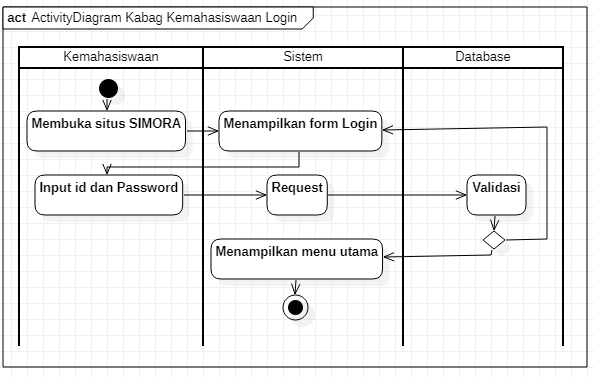 act ActivityDiagram Kabag Kemahasiswaan Login
Kemahasiswaan
Sistem
Database
Membuka situs SIMORA
Menampilkan form Login
Input id dan Password
Request
Validasi
Menampilkan menu utama